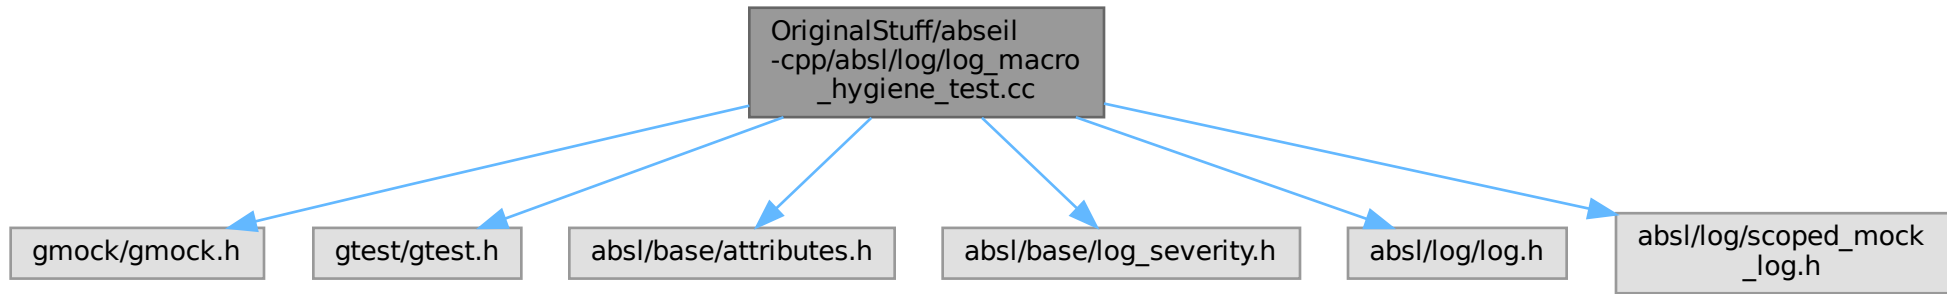 OriginalStuff/abseil
-cpp/absl/log/log_macro
_hygiene_test.cc
gmock/gmock.h
gtest/gtest.h
absl/base/attributes.h
absl/base/log_severity.h
absl/log/log.h
absl/log/scoped_mock
_log.h